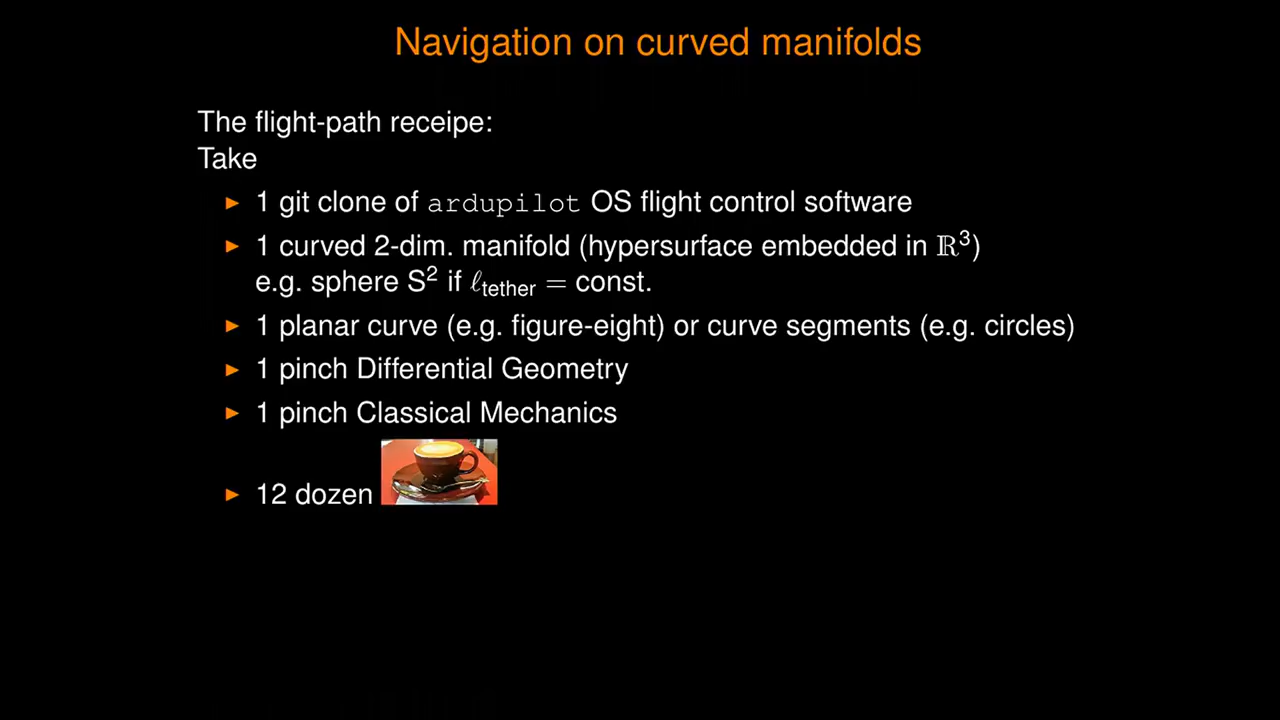 Navigation on curved manifolds
The flight-path receipe:
Take
▶ 1 git clone of ardupilot OS flight control software
▶ 1 curved 2-dim. manifold (hypersurface embedded in ℝ³)
e.g. sphere S² if ℓtether = const.
▶ 1 planar curve (e.g. figure-eight) or curve segments (e.g. circles)
▶ 1 pinch Differential Geometry
▶ 1 pinch Classical Mechanics
▶ 12 dozen